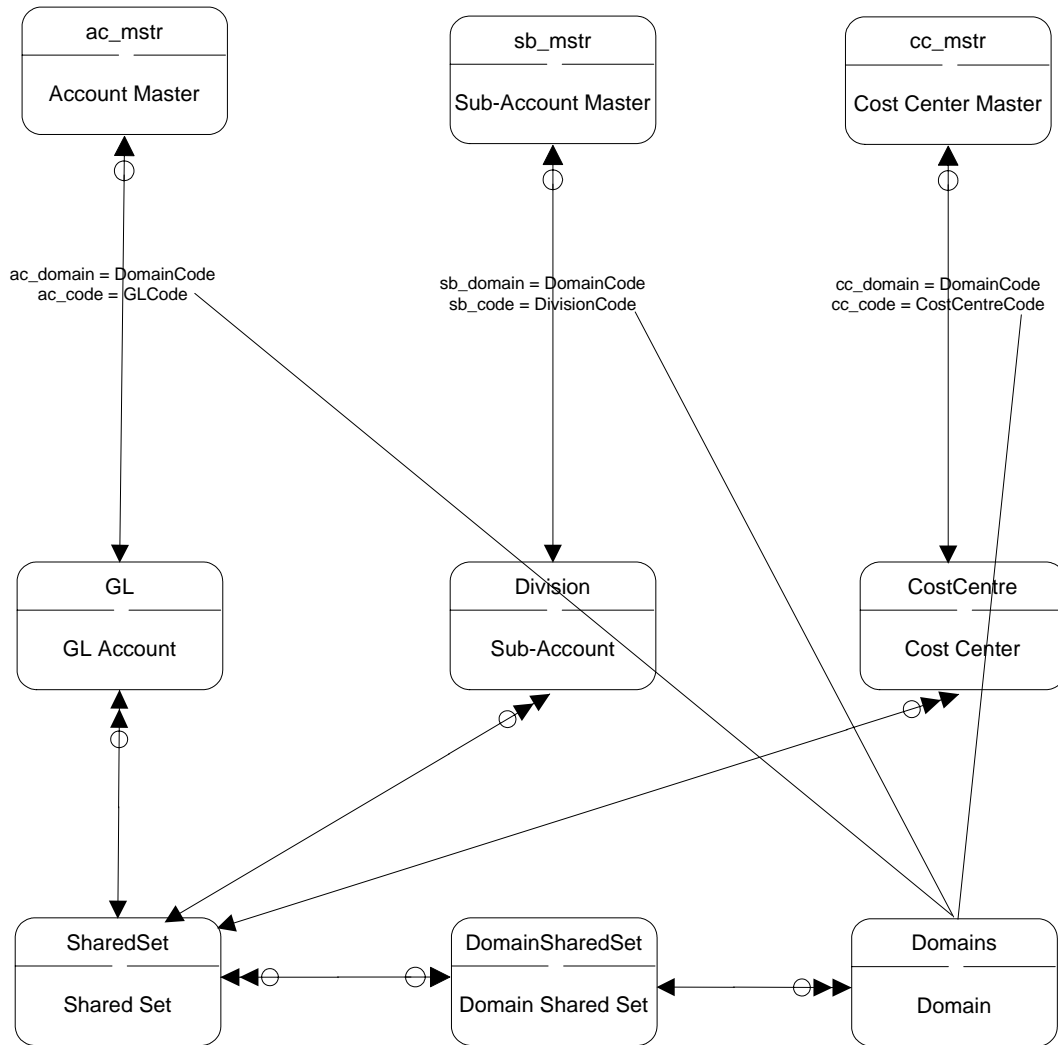 ac_mstr
Account Master
sb_mstr
Sub-Account Master
cc_mstr
Cost Center Master
ac_domain = DomainCode
ac_code = GLCode
sb_domain = DomainCode
sb_code = DivisionCode
cc_domain = DomainCode
cc_code = CostCentreCode
GL
GL Account
Division
Sub-Account
CostCentre
Cost Center
SharedSet
Shared Set
DomainSharedSet
Domain Shared Set
Domains
Domain